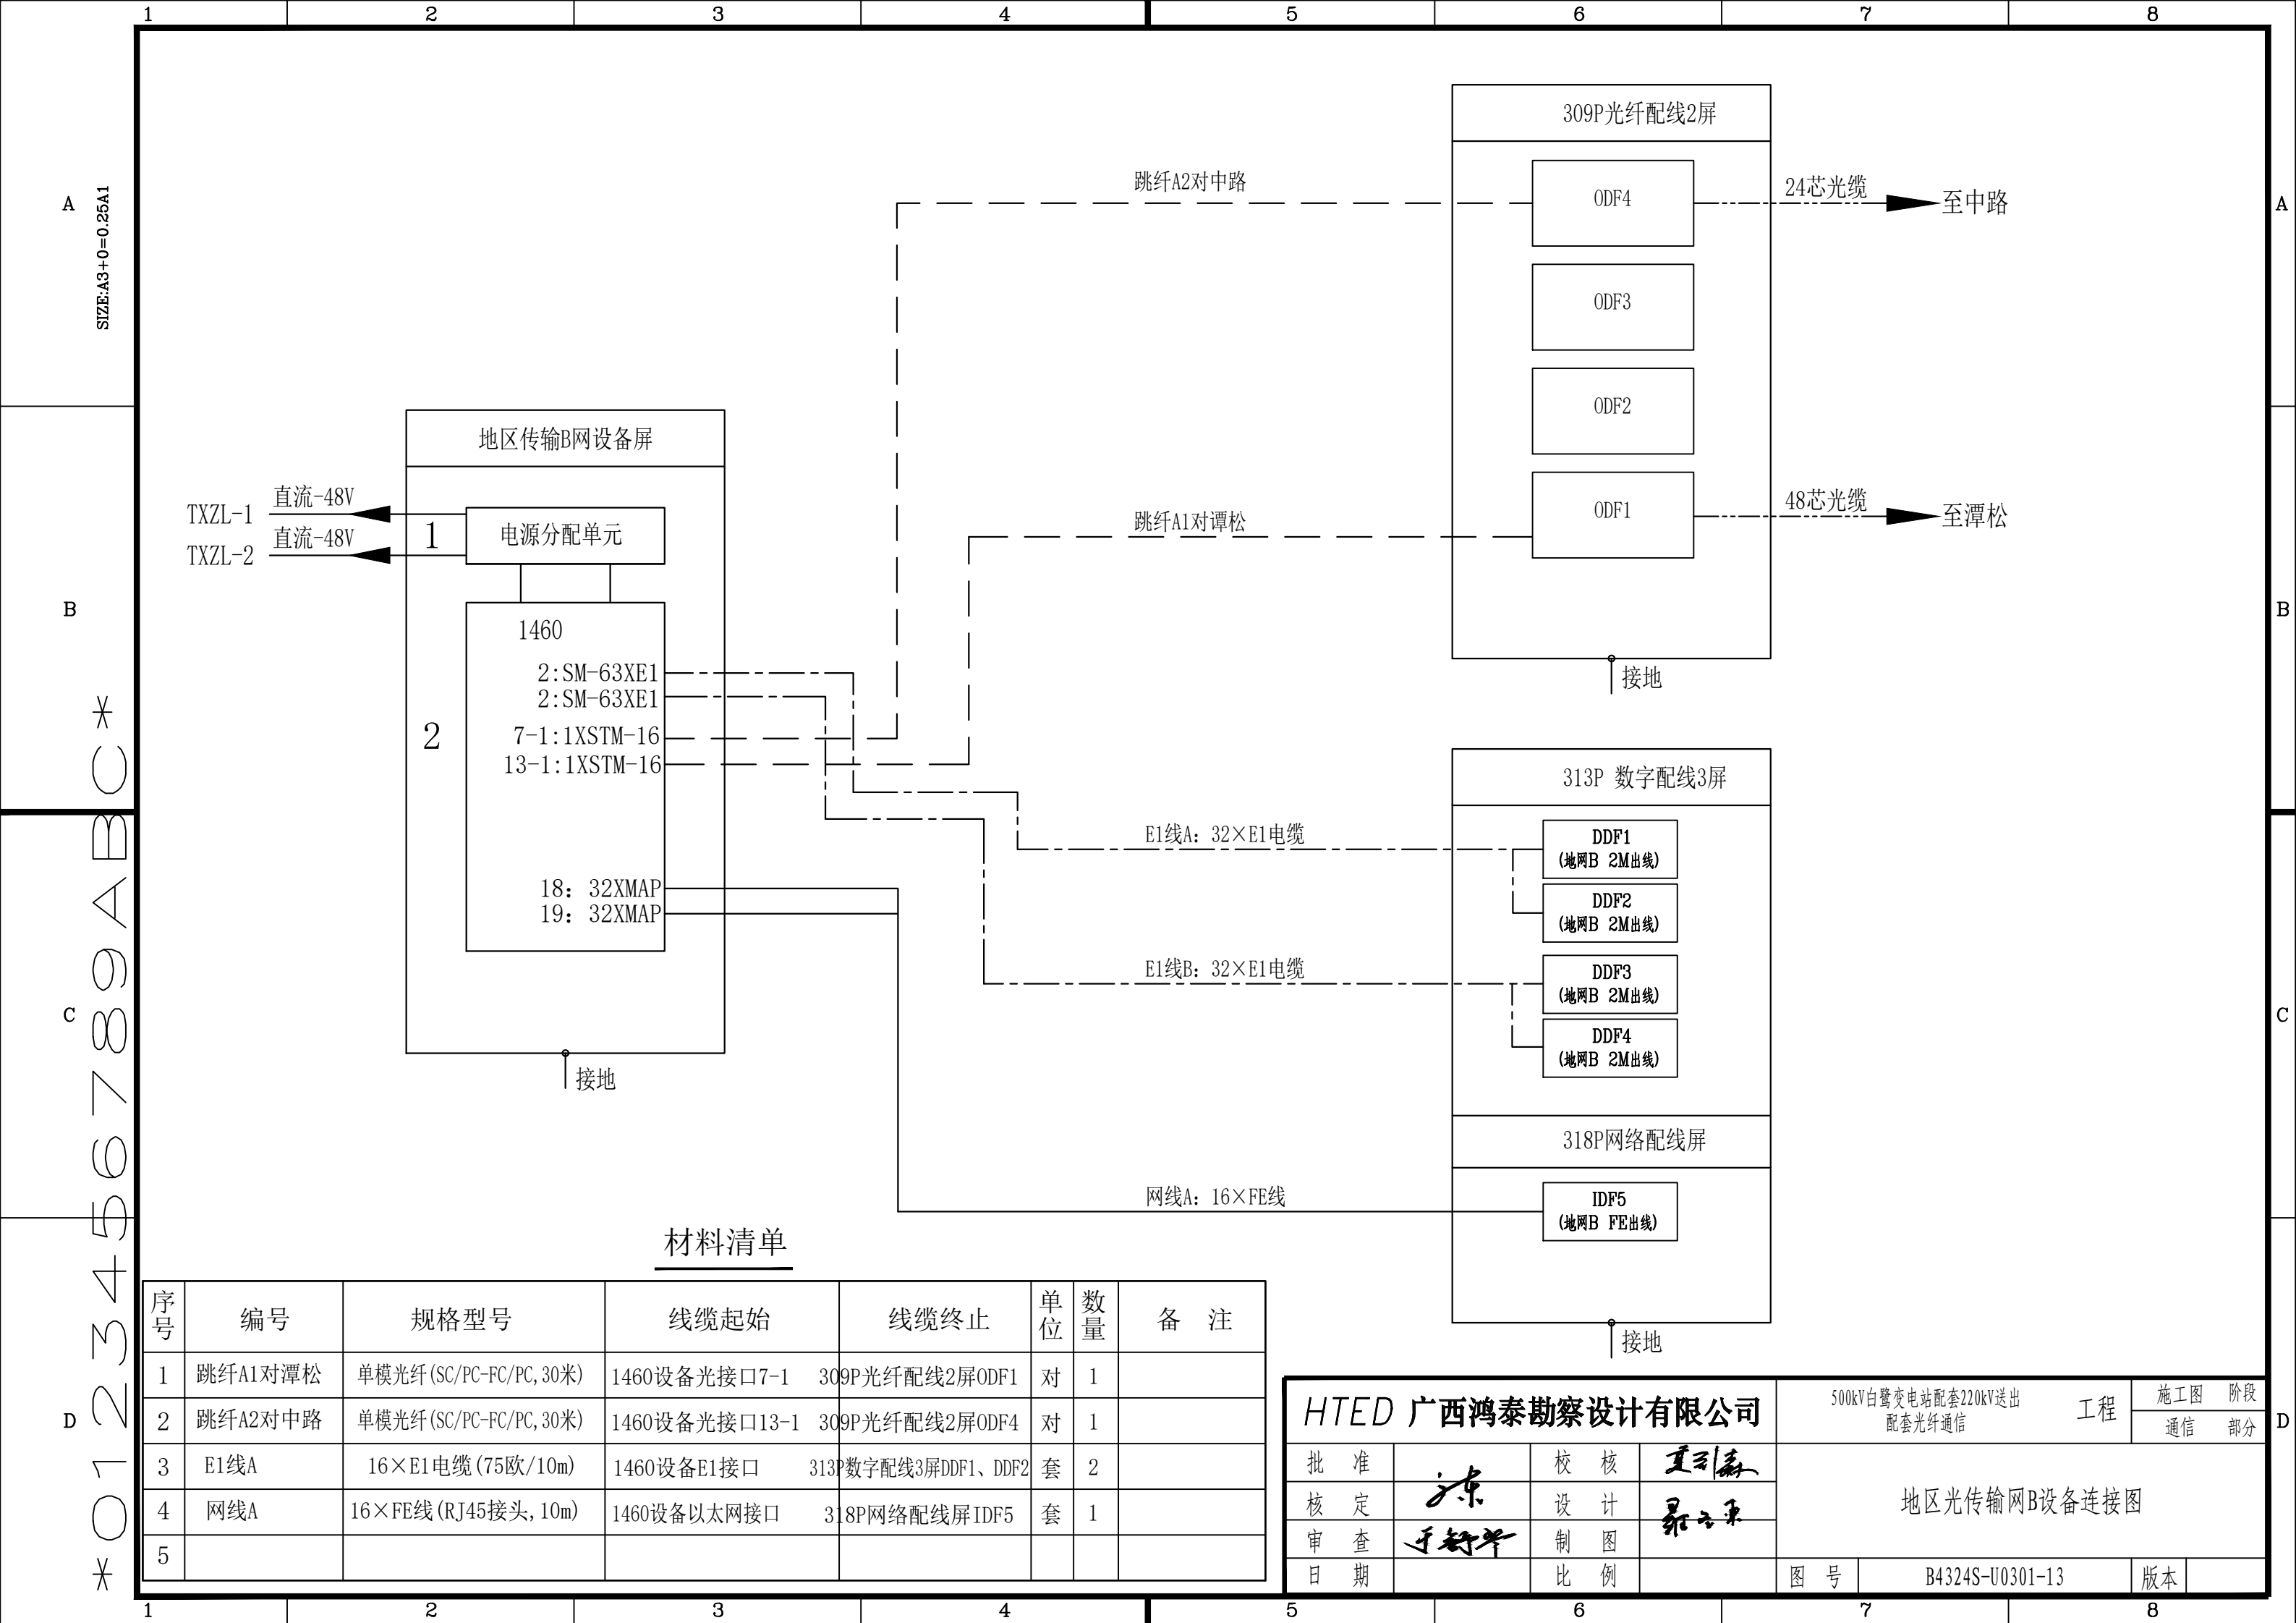 1 2 3 4 5 6 7 8
A
SIZE:A3+0=0.25A1
B
C
D
*0123456789ABC*
309P光纤配线2屏
ODF4
ODF3
ODF2
ODF1
接地
24芯光缆
至中路
48芯光缆
至潭松
跳纤A2对中路
跳纤A1对谭松
地区传输B网设备屏
TXZL-1
直流-48V
TXZL-2
直流-48V
1
电源分配单元
2
1460
2:SM-63XE1
2:SM-63XE1
7-1:1XSTM-16
13-1:1XSTM-16
18: 32XMAP
19: 32XMAP
接地
E1线A: 32×E1电缆
E1线B: 32×E1电缆
网线A: 16×FE线
313P 数字配线3屏
DDF1
(地网B 2M出线)
DDF2
(地网B 2M出线)
DDF3
(地网B 2M出线)
DDF4
(地网B 2M出线)
318P网络配线屏
IDF5
(地网B FE出线)
接地
材料清单
序号 编号 规格型号 线缆起始 线缆终止 单位 数量 备 注
1 跳纤A1对潭松 单模光纤(SC/PC-FC/PC,30米) 1460设备光接口7-1 309P光纤配线2屏ODF1 对 1
2 跳纤A2对中路 单模光纤(SC/PC-FC/PC,30米) 1460设备光接口13-1 309P光纤配线2屏ODF4 对 1
3 E1线A 16×E1电缆(75欧/10m) 1460设备E1接口 313P数字配线3屏DDF1、DDF2 套 2
4 网线A 16×FE线(RJ45接头,10m) 1460设备以太网接口 318P网络配线屏IDF5 套 1
5
HTED 广西鸿泰勘察设计有限公司
500kV白鹭变电站配套220kV送出
配套光纤通信
工程
施工图 阶段
通信 部分
批 准 校 核
核 定 设 计
审 查 制 图
日 期 比 例
地区光传输网B设备连接图
图 号 B4324S-U0301-13 版本
A
B
C
D
1 2 3 4 5 6 7 8